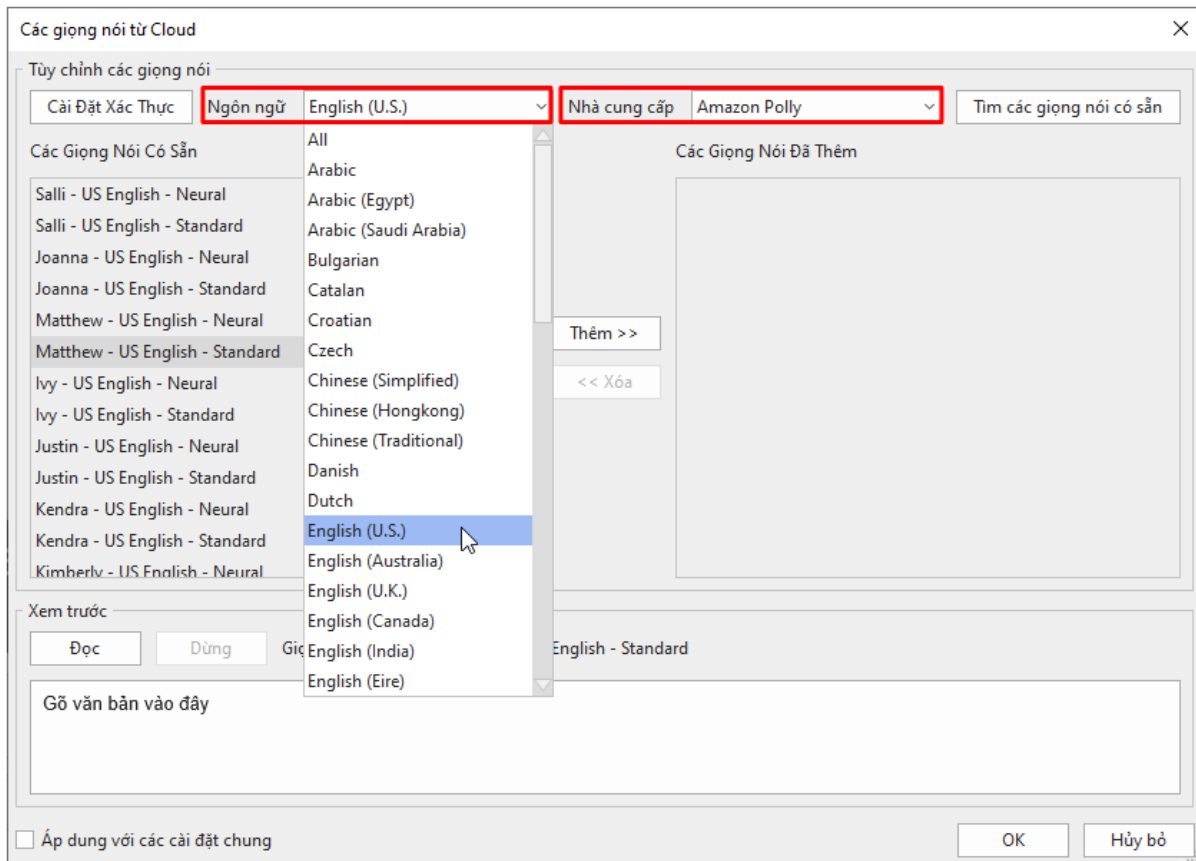 Các giọng nói từ Cloud
Tùy chỉnh các giọng nói
Cài Đặt Xác Thực Ngôn ngữ English (U.S.) Nhà cung cấp Amazon Polly Tìm các giọng nói có sẵn
Các Giọng Nói Có Sẵn
Salli - US English - Neural
Salli - US English - Standard
Joanna - US English - Neural
Joanna - US English - Standard
Matthew - US English - Neural
Matthew - US English - Standard
Ivy - US English - Neural
Ivy - US English - Standard
Justin - US English - Neural
Justin - US English - Standard
Kendra - US English - Neural
Kendra - US English - Standard
Kimberly - US English - Neural
All
Arabic
Arabic (Egypt)
Arabic (Saudi Arabia)
Bulgarian
Catalan
Croatian
Czech
Chinese (Simplified)
Chinese (Hongkong)
Chinese (Traditional)
Danish
Dutch
English (U.S.)
English (Australia)
English (U.K.)
English (Canada)
English (India)
English (Eire)
Thêm >>
<< Xóa
Các Giọng Nói Đã Thêm
Xem trước
Đọc Dừng English - Standard
Gõ văn bản vào đây
Áp dung với các cài đặt chung
OK Hủy bỏ